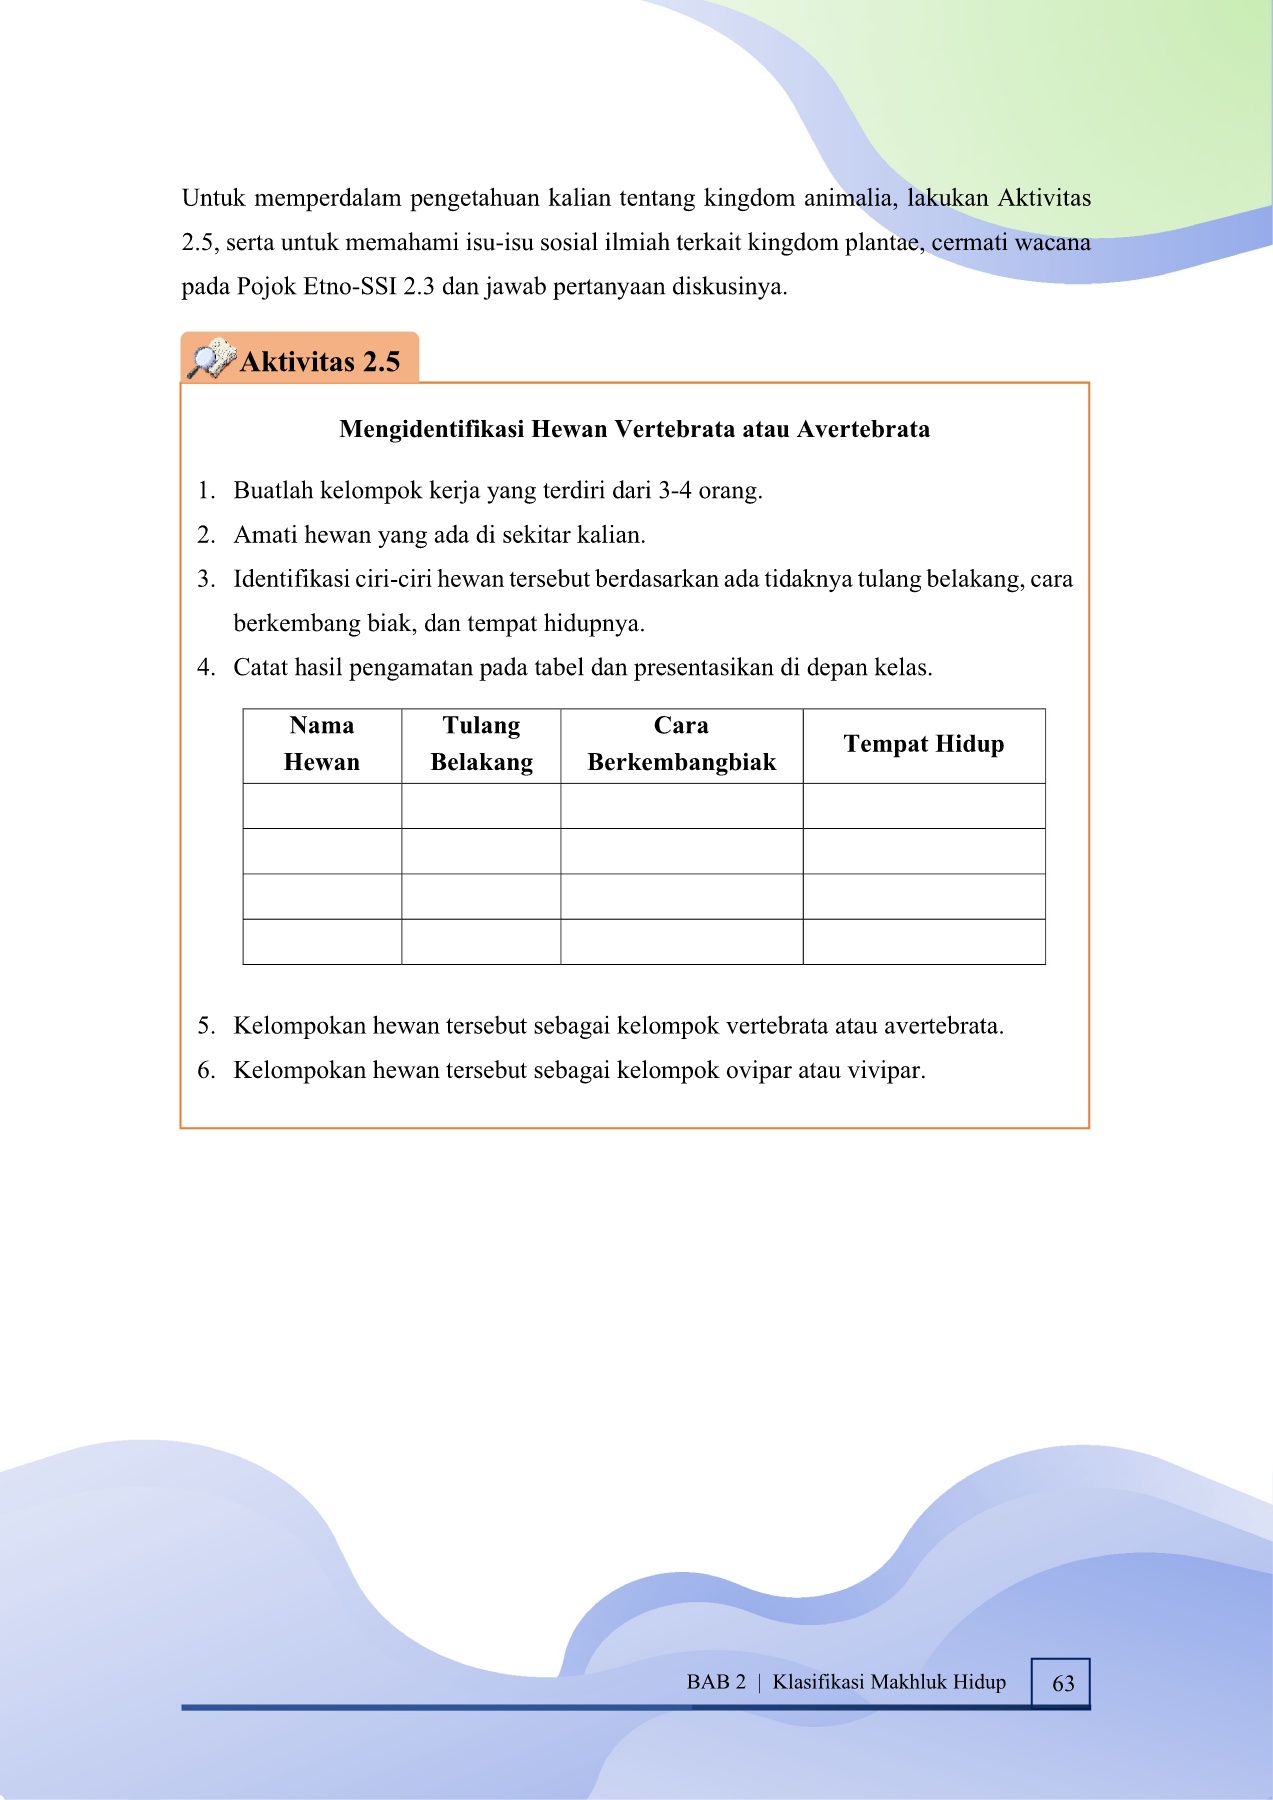 Untuk memperdalam pengetahuan kalian tentang kingdom animalia, lakukan Aktivitas
2.5, serta untuk memahami isu-isu sosial ilmiah terkait kingdom plantae, cermati wacana
pada Pojok Etno-SSI 2.3 dan jawab pertanyaan diskusinya.
Aktivitas 2.5
Mengidentifikasi Hewan Vertebrata atau Avertebrata
1. Buatlah kelompok kerja yang terdiri dari 3-4 orang.
2. Amati hewan yang ada di sekitar kalian.
3. Identifikasi ciri-ciri hewan tersebut berdasarkan ada tidaknya tulang belakang, cara
berkembang biak, dan tempat hidupnya.
4. Catat hasil pengamatan pada tabel dan presentasikan di depan kelas.
Nama Hewan
Tulang Belakang
Cara Berkembangbiak
Tempat Hidup
5. Kelompokan hewan tersebut sebagai kelompok vertebrata atau avertebrata.
6. Kelompokan hewan tersebut sebagai kelompok ovipar atau vivipar.
BAB 2 | Klasifikasi Makhluk Hidup 63